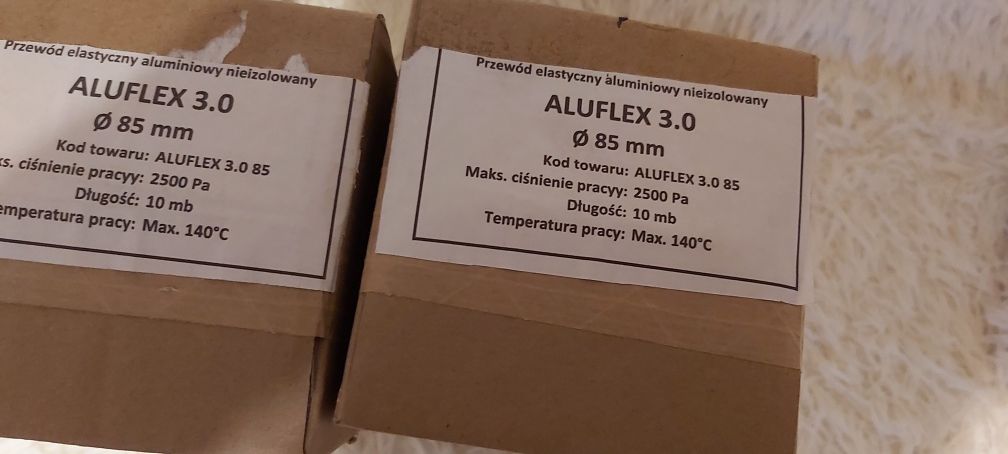 Przewód elastyczny aluminiowy nieizolowany
ALUFLEX 3.0
Ø 85 mm
Kod towaru: ALUFLEX 3.0 85
ciśnienie pracyy: 2500 Pa
Długość: 10 mb
pracy: Max. 140°C
Przewód elastyczny aluminiowy nieizolowany
ALUFLEX 3.0
Ø 85 mm
Kod towaru: ALUFLEX 3.0 85
Maks. ciśnienie pracyy: 2500 Pa
Długość: 10 mb
Temperatura pracy: Max. 140°C